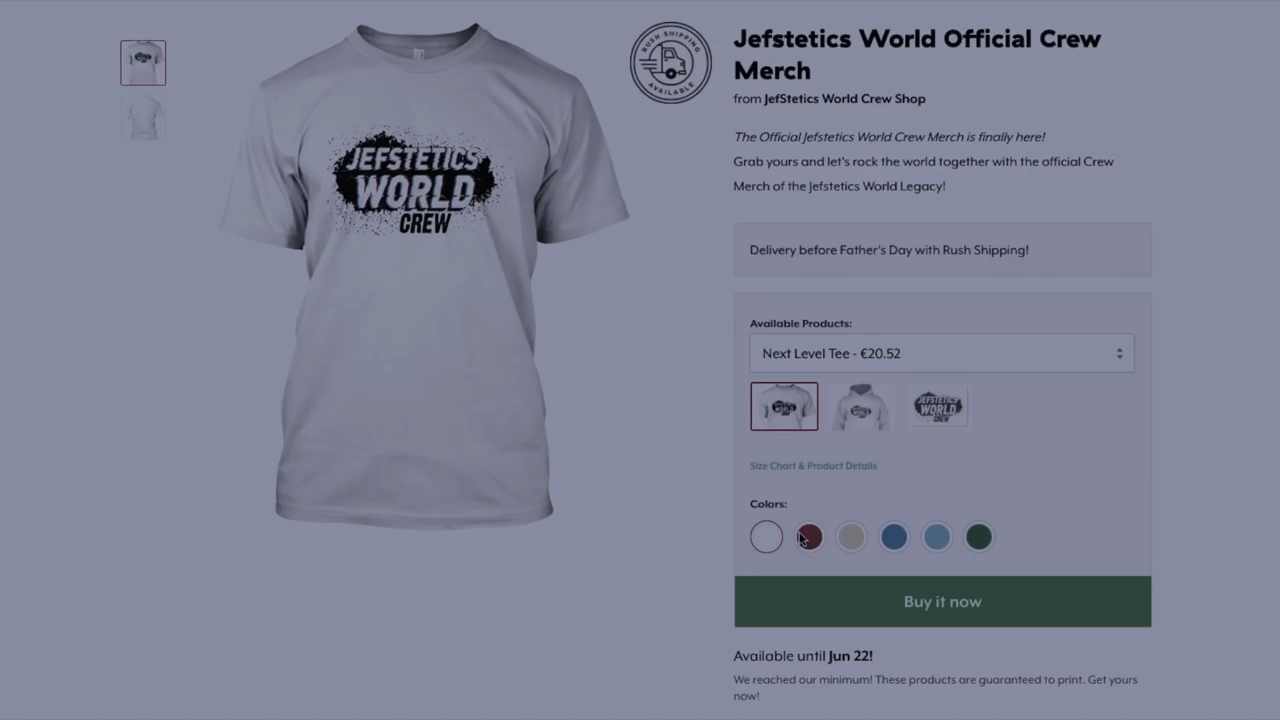 JEFSTETICS
WORLD
CREW
RUSH SHIPPING
AVAILABLE
Jefstetics World Official Crew
Merch
from JefStetics World Crew Shop
The Official Jefstetics World Crew Merch is finally here!
Grab yours and let's rock the world together with the official Crew
Merch of the Jefstetics World Legacy!
Delivery before Father's Day with Rush Shipping!
Available Products:
Next Level Tee - €20.52
JEFSTETICS
WORLD
CREW
Size Chart & Product Details
Colors:
Buy it now
Available until Jun 22!
We reached our minimum! These products are guaranteed to print. Get yours
now!